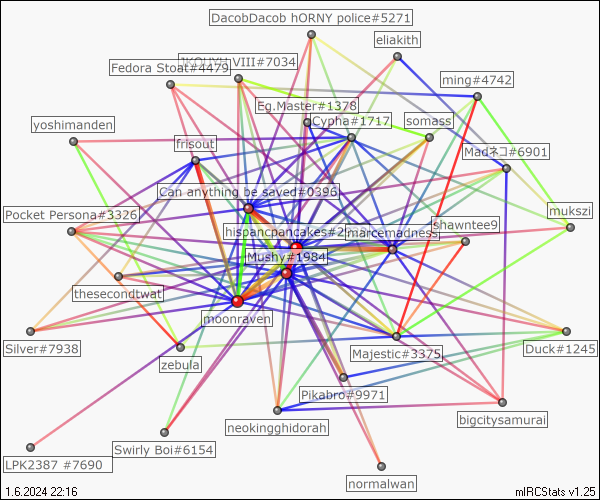 DacobDacob hORNY police#5271
eliakith
VIII#7034
Fedora Stoat#4479
ming#4742
Eg.Master#1378
Cypha#1717
somass
yoshimanden
frisout
Madネコ#6901
Can anything be saved#0396
Pocket Persona#3326
mukszi
shawntee9
hispancpancakes#2
marcemadness
Mushy#1984
thesecondtwat
moonraven
Silver#7938
Majestic#3375
Duck#1245
zebula
Pikabro#9971
bigcitysamurai
neokingghidorah
Swirly Boi#6154
LPK2387 #7690
normalwan
1.6.2024 22:16
mIRCStats v1.25